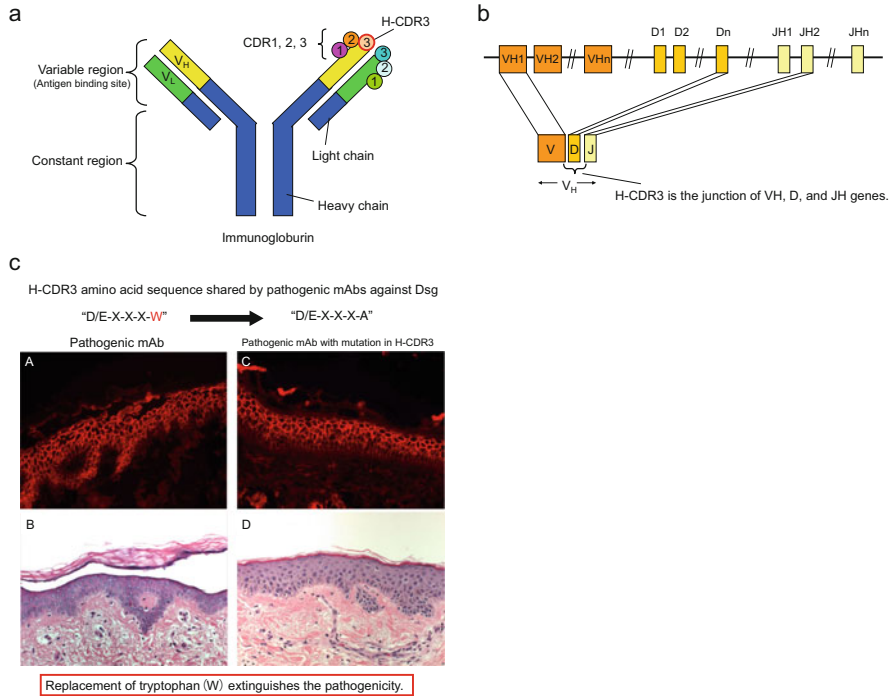 a
H-CDR3
CDR1, 2, 3
1
2
3
3
2
1
VH
VL
Variable region
(Antigen binding site)
Constant region
Light chain
Heavy chain
Immunogloburin
b
D1 D2 Dn JH1 JH2 JHn
VH1 VH2 VHn
V D J
VH
H-CDR3 is the junction of VH, D, and JH genes.
c
H-CDR3 amino acid sequence shared by pathogenic mAbs against Dsg
“D/E-X-X-X-W” “D/E-X-X-X-A”
Pathogenic mAb Pathogenic mAb with mutation in H-CDR3
A C
B D
Replacement of tryptophan (W) extinguishes the pathogenicity.